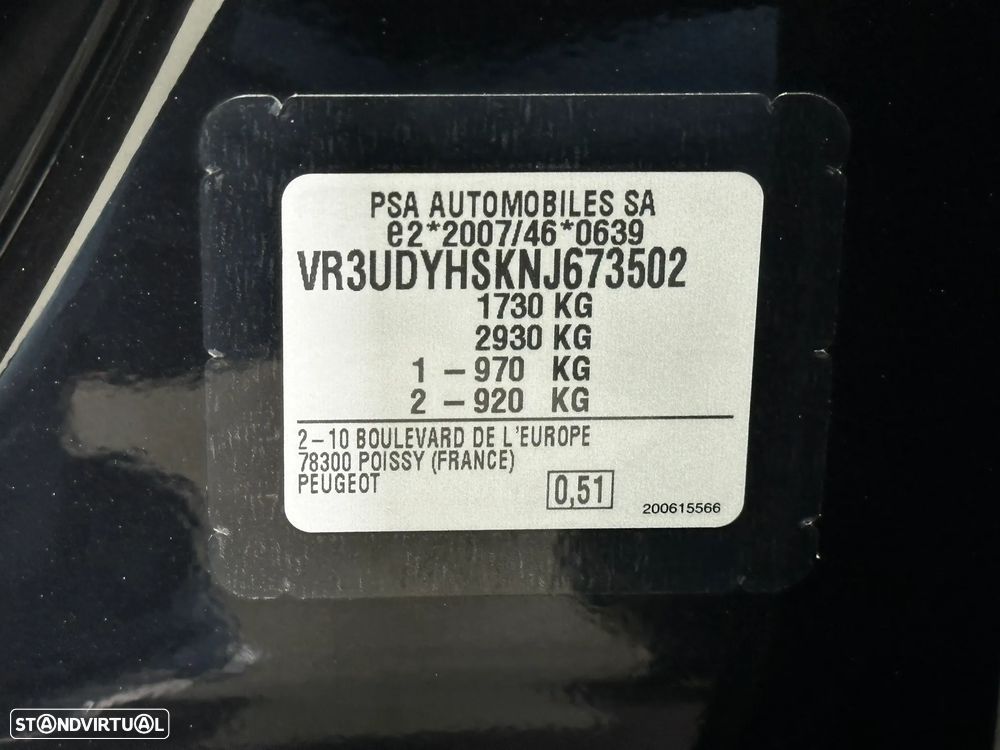 PSA AUTOMOBILES SA
e2*2007/46*0639
VR3UDYHSKNJ673502
1730 KG
2930 KG
1 - 970 KG
2 - 920 KG
2-10 BOULEVARD DE L'EUROPE
78300 POISSY (FRANCE)
PEUGEOT
0,51
200615566
STANDVIRTUAL